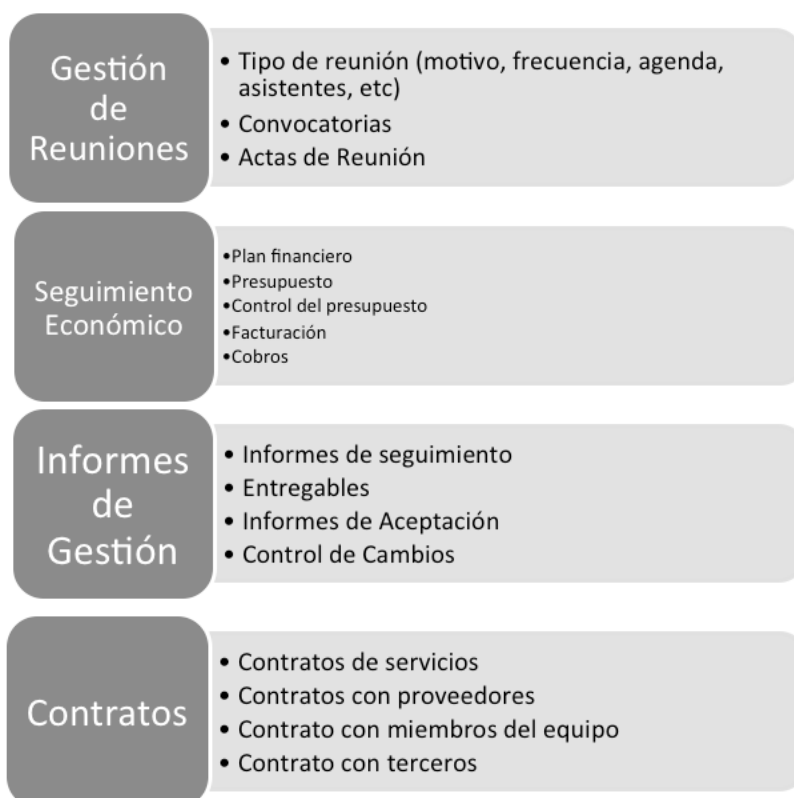 Gestión
de
Reuniones
• Tipo de reunión (motivo, frecuencia, agenda,
asistentes, etc)
• Convocatorias
• Actas de Reunión
Seguimiento
Económico
•Plan financiero
•Presupuesto
•Control del presupuesto
•Facturación
•Cobros
Informes
de
Gestión
• Informes de seguimiento
• Entregables
• Informes de Aceptación
• Control de Cambios
Contratos
• Contratos de servicios
• Contratos con proveedores
• Contrato con miembros del equipo
• Contrato con terceros